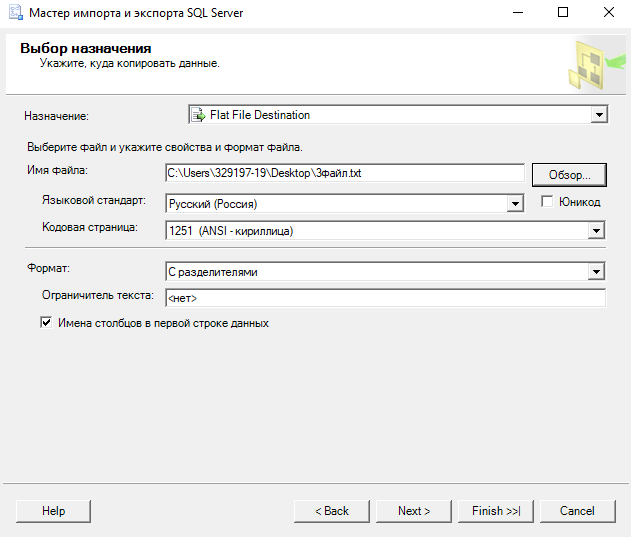 Мастер импорта и экспорта SQL Server
Выбор назначения
Укажите, куда копировать данные.
Назначение: Flat File Destination
Выберите файл и укажите свойства и формат файла.
Имя файла: C:\Users\329197-19\Desktop\3файл.txt Обзор...
Языковой стандарт: Русский (Россия) Юникод
Кодовая страница: 1251 (ANSI - кириллица)
Формат: С разделителями
Ограничитель текста: <нет>
Имена столбцов в первой строке данных
Help < Back Next > Finish >>| Cancel